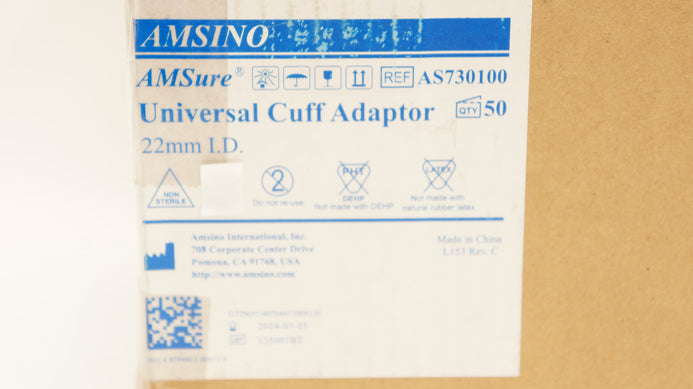 AMSINO
AMSure® REF AS730100
Universal Cuff Adaptor QTY 50
22mm I.D.
NON STERILE
2
Do not re-use
PHT
DEHP
Not made with DEHP
LATEX
Not made with
natural rubber latex
Amsino International, Inc.
708 Corporate Center Drive
Pomona, CA 91768, USA
http://www.amsino.com
Made in China
L153 Rev. C
2024-03-05
LOT